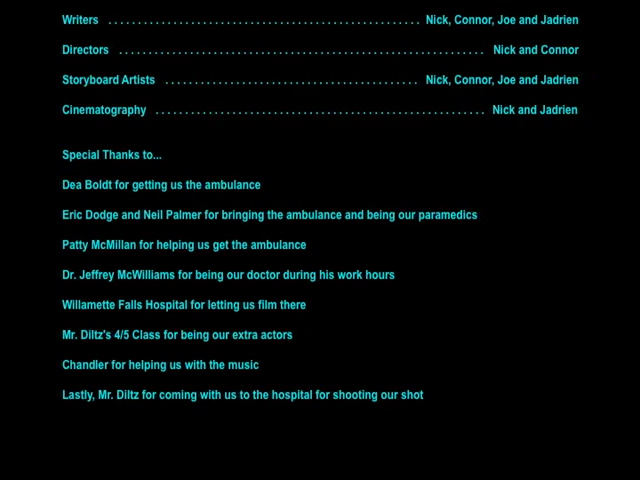 Writers . . . . . . . . . . . . . . . . . . . . . . . . . . . . . . . . . . . . . . . . . . . . . . . . . . . . . Nick, Connor, Joe and Jadrien
Directors . . . . . . . . . . . . . . . . . . . . . . . . . . . . . . . . . . . . . . . . . . . . . . . . . . . . . . . . . . . . . . Nick and Connor
Storyboard Artists . . . . . . . . . . . . . . . . . . . . . . . . . . . . . . . . . . . . . . . . . . . Nick, Connor, Joe and Jadrien
Cinematography . . . . . . . . . . . . . . . . . . . . . . . . . . . . . . . . . . . . . . . . . . . . . . . . . . . . . . . . Nick and Jadrien
Special Thanks to...
Dea Boldt for getting us the ambulance
Eric Dodge and Neil Palmer for bringing the ambulance and being our paramedics
Patty McMillan for helping us get the ambulance
Dr. Jeffrey McWilliams for being our doctor during his work hours
Willamette Falls Hospital for letting us film there
Mr. Diltz's 4/5 Class for being our extra actors
Chandler for helping us with the music
Lastly, Mr. Diltz for coming with us to the hospital for shooting our shot